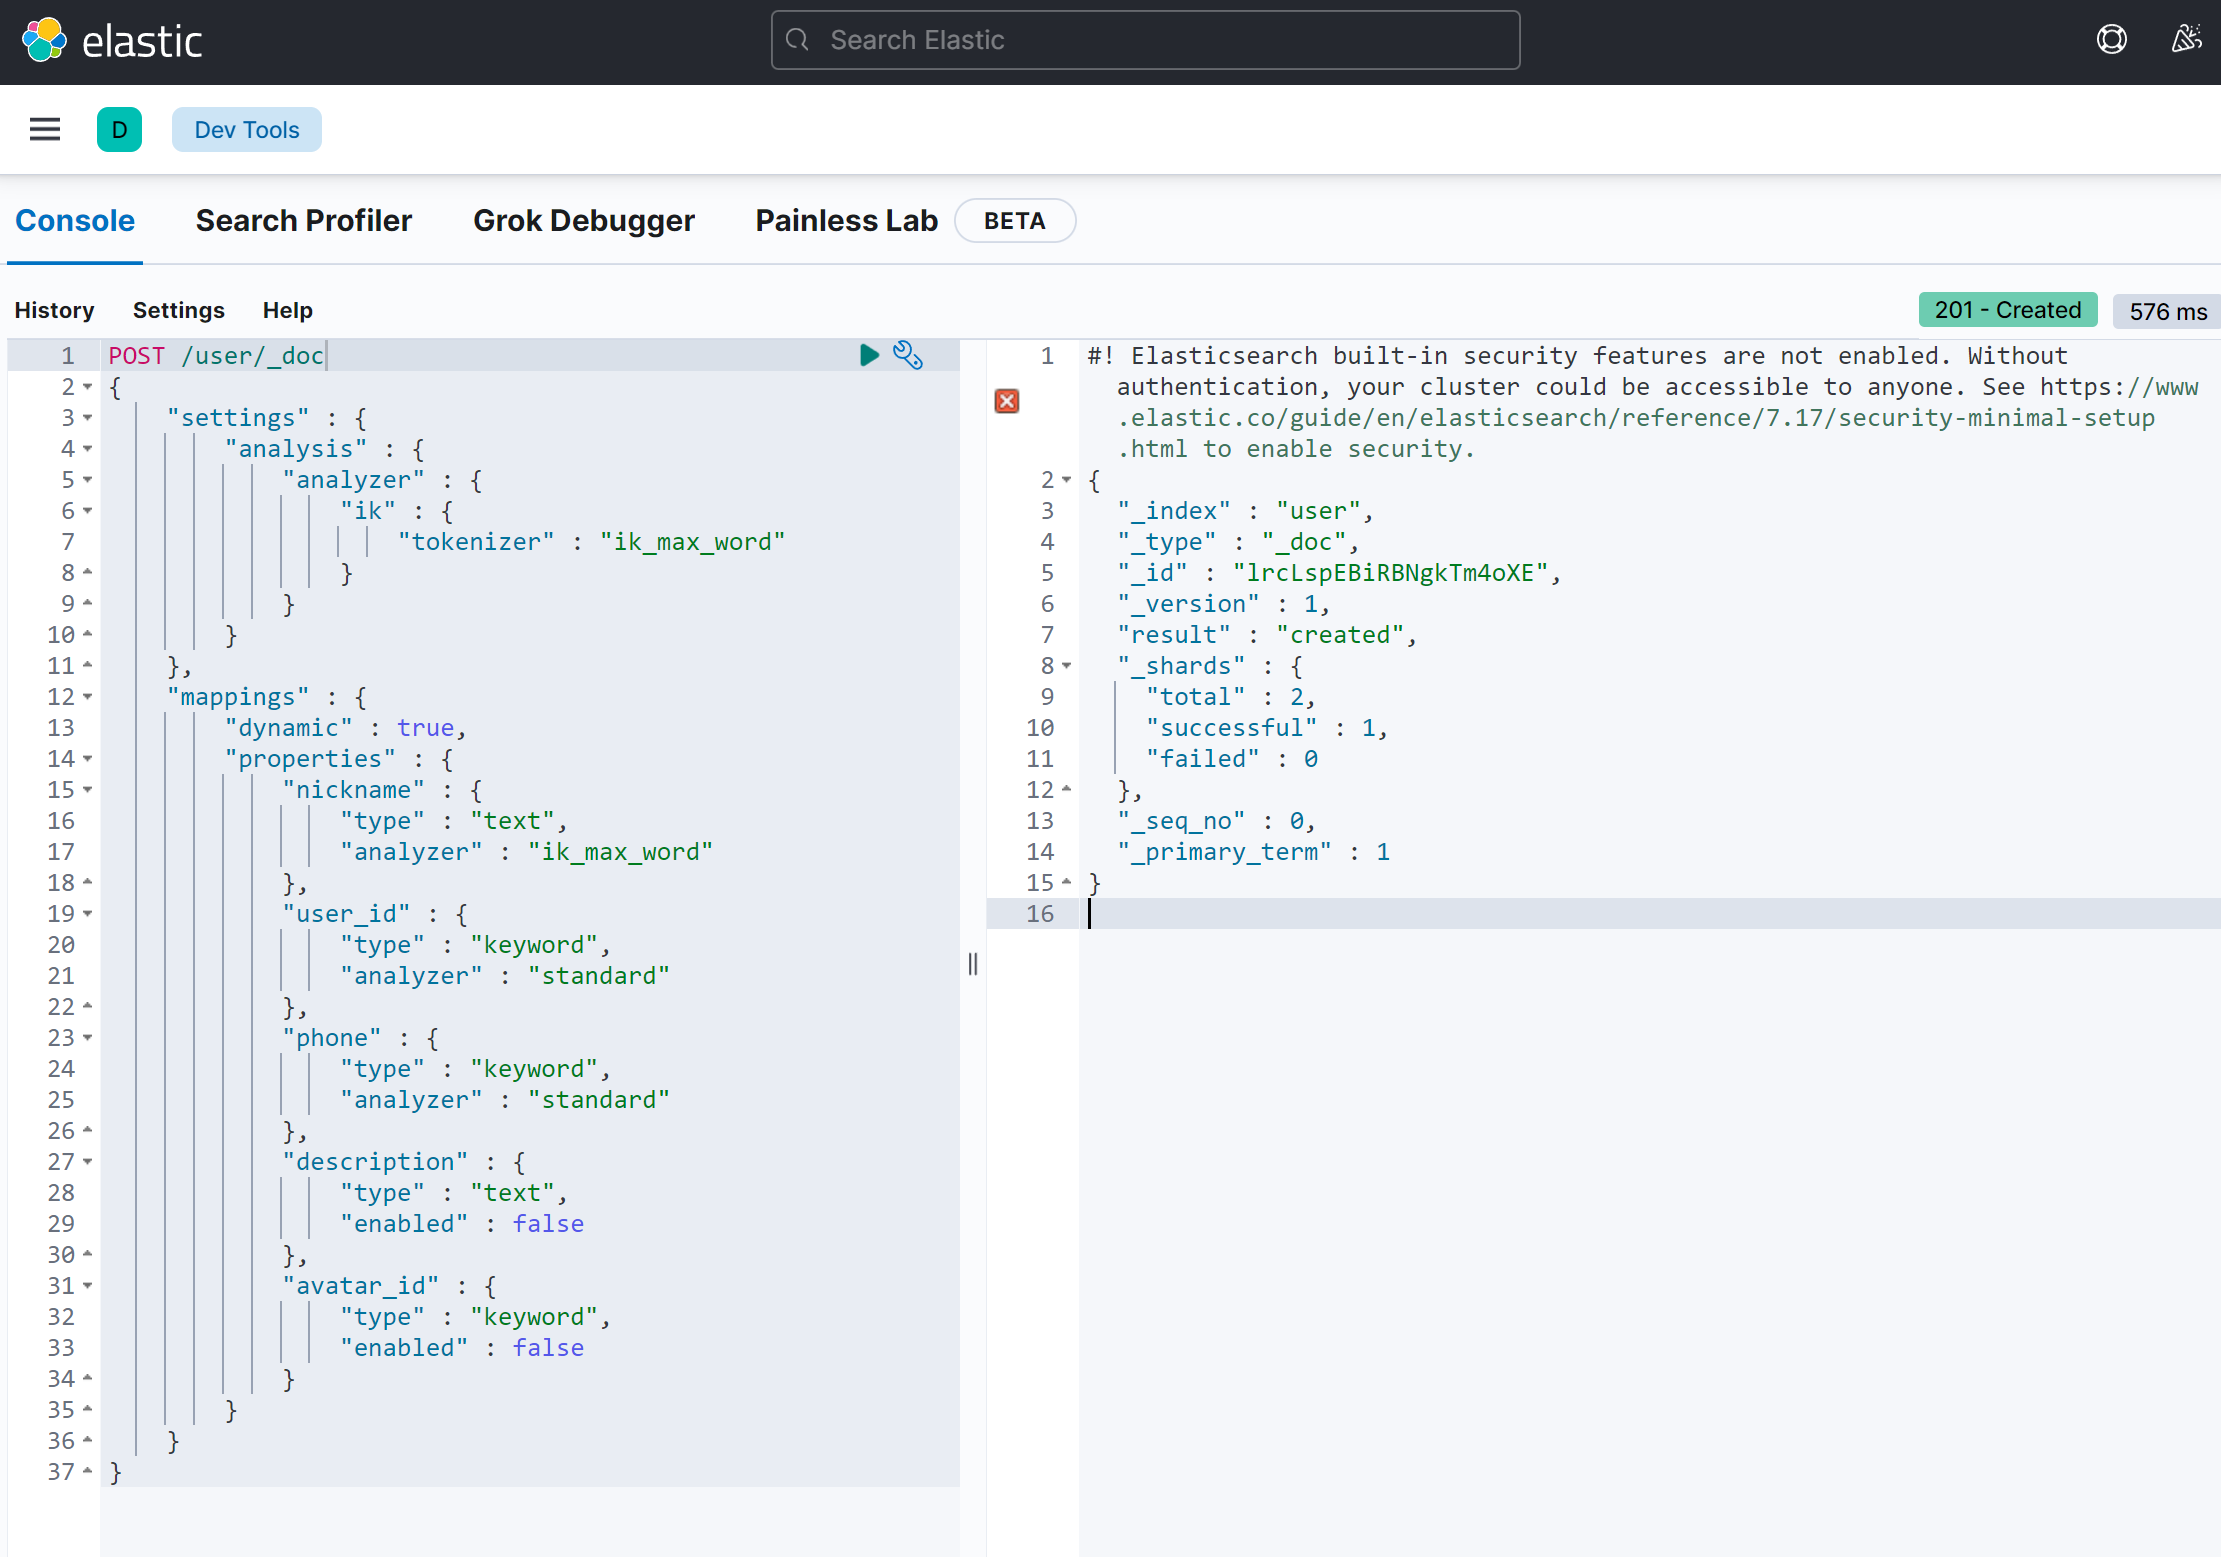 elastic
Search Elastic
D
Dev Tools
Console Search Profiler Grok Debugger Painless Lab BETA
History Settings Help
201 - Created 576 ms
1 POST /user/_doc
2 {
3 "settings" : {
4 "analysis" : {
5 "analyzer" : {
6 "ik" : {
7 "tokenizer" : "ik_max_word"
8 }
9 }
10 }
11 },
12 "mappings" : {
13 "dynamic" : true,
14 "properties" : {
15 "nickname" : {
16 "type" : "text",
17 "analyzer" : "ik_max_word"
18 },
19 "user_id" : {
20 "type" : "keyword",
21 "analyzer" : "standard"
22 },
23 "phone" : {
24 "type" : "keyword",
25 "analyzer" : "standard"
26 },
27 "description" : {
28 "type" : "text",
29 "enabled" : false
30 },
31 "avatar_id" : {
32 "type" : "keyword",
33 "enabled" : false
34 }
35 }
36 }
37 }
1 #! Elasticsearch built-in security features are not enabled. Without
authentication, your cluster could be accessible to anyone. See https://www
.elastic.co/guide/en/elasticsearch/reference/7.17/security-minimal-setup
.html to enable security.
2 {
3 "_index" : "user",
4 "_type" : "_doc",
5 "_id" : "lrcLspEBiRBNgkTm4oXE",
6 "_version" : 1,
7 "result" : "created",
8 "_shards" : {
9 "total" : 2,
10 "successful" : 1,
11 "failed" : 0
12 },
13 "_seq_no" : 0,
14 "_primary_term" : 1
15 }
16